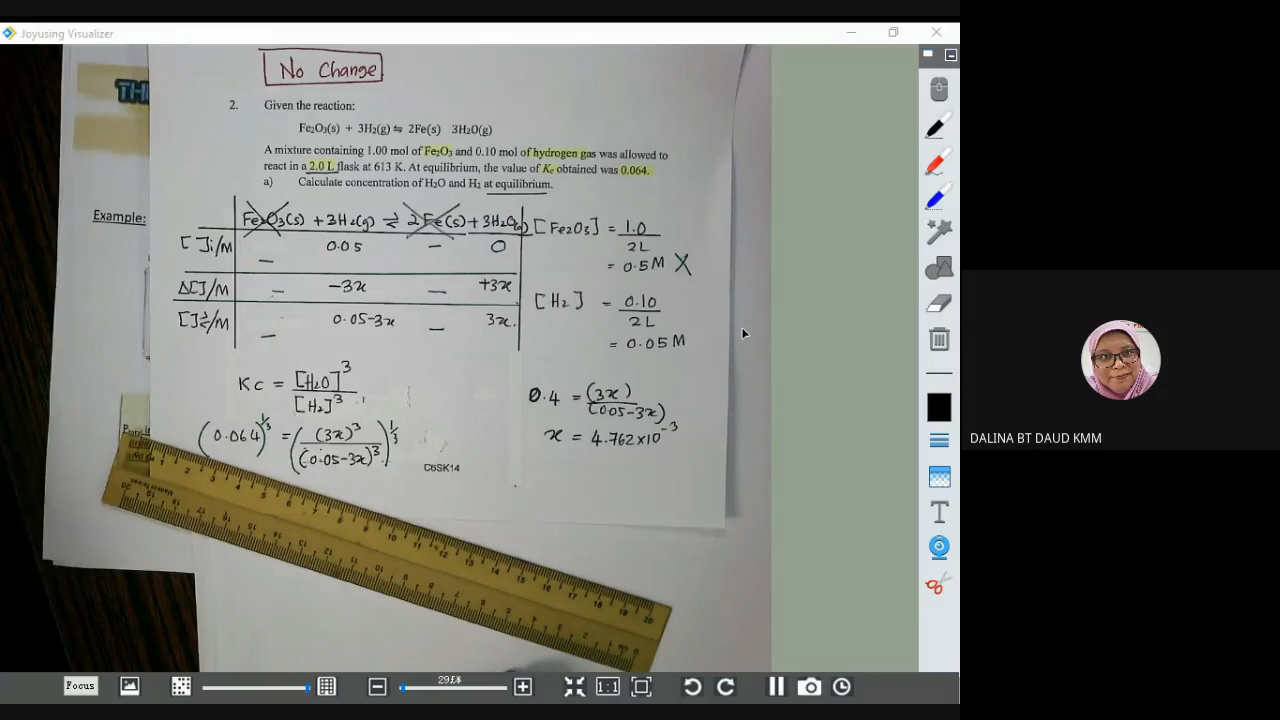 Joyusing Visualizer
No Change
2. Given the reaction:
Fe₂O₃(s) + 3H₂(g) ⇋ 2Fe(s) 3H₂O(g)
A mixture containing 1.00 mol of Fe₂O₃ and 0.10 mol of hydrogen gas was allowed to
react in a 2.0 L flask at 613 K. At equilibrium, the value of Kc obtained was 0.064.
a) Calculate concentration of H₂O and H₂ at equilibrium.
Example:
Fe₂O₃(s) + 3H₂(g) ⇌ 2Fe(s) + 3H₂O(g)
[ ]i/M — 0.05 — 0
Δ[ ]/M — -3x — +3x
[ ]⇌/M — 0.05-3x — 3x.
[Fe₂O₃] = 1.0 / 2L
= 0.5 M X
[H₂] = 0.10 / 2L
= 0.05 M
Kc = [H₂O]³ / [H₂]³
(0.064)^1/3 = ((3x)³ / (0.05-3x)³)^1/3
0.4 = (3x) / (0.05-3x)
x = 4.762x10⁻³
C6SK14
DALINA BT DAUD KMM
Focus
1:1